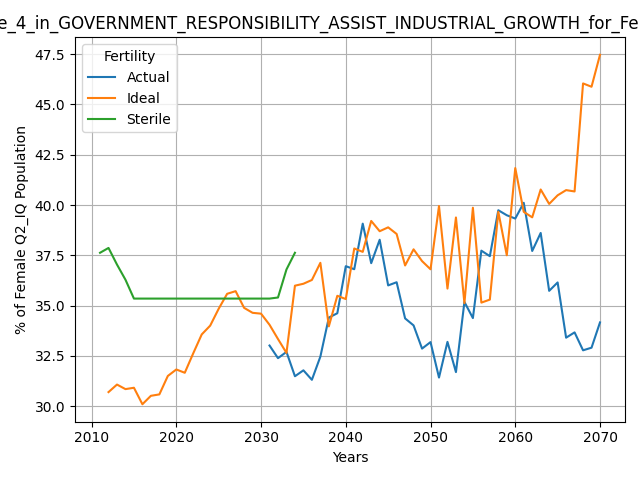 e_4_in_GOVERNMENT_RESPONSIBILITY_ASSIST_INDUSTRIAL_GROWTH_for_Fe
Fertility
Actual
Ideal
Sterile
47.5
45.0
42.5
40.0
37.5
35.0
32.5
30.0
% of Female Q2_IQ Population
2010
2020
2030
2040
2050
2060
2070
Years